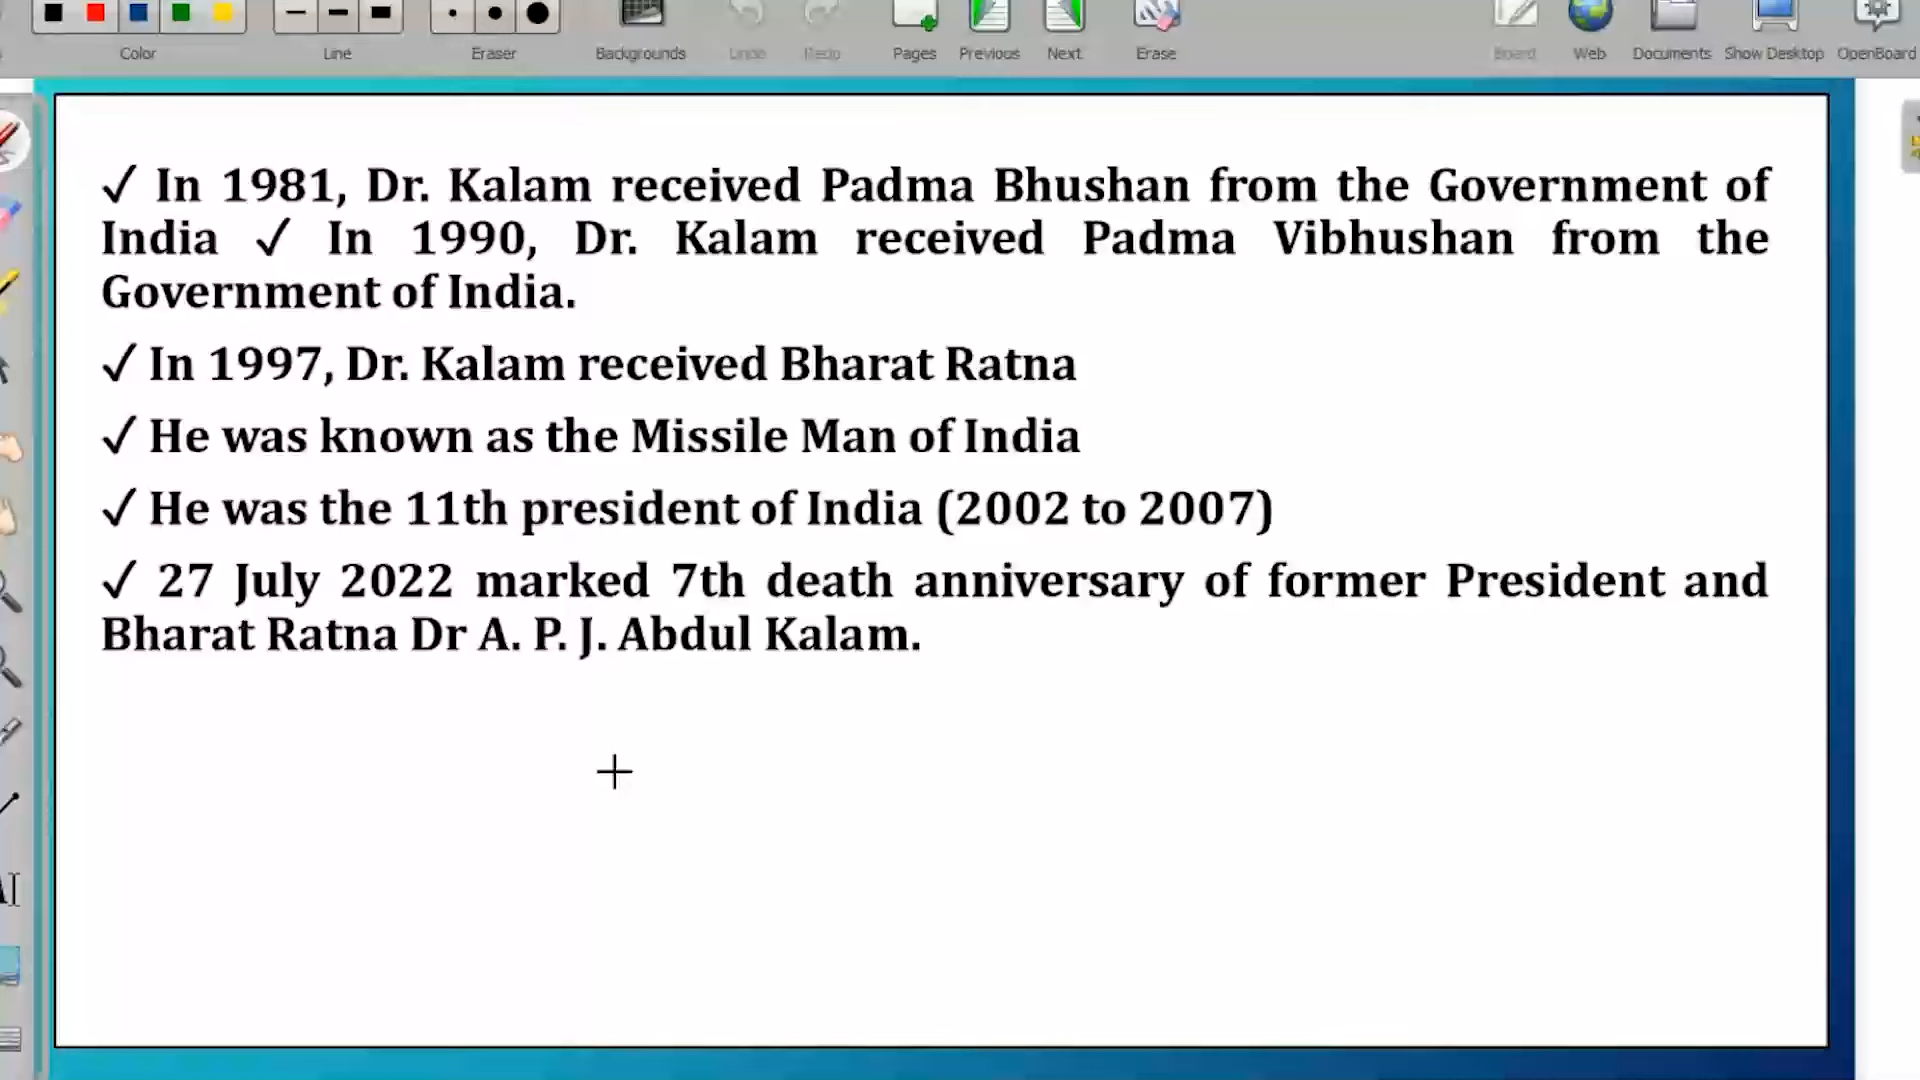 Color Line Eraser Backgrounds Undo Redo Pages Previous Next Erase Board Web Documents Show Desktop OpenBoard
✓ In 1981, Dr. Kalam received Padma Bhushan from the Government of
India ✓ In 1990, Dr. Kalam received Padma Vibhushan from the
Government of India.
✓ In 1997, Dr. Kalam received Bharat Ratna
✓ He was known as the Missile Man of India
✓ He was the 11th president of India (2002 to 2007)
✓ 27 July 2022 marked 7th death anniversary of former President and
Bharat Ratna Dr A. P. J. Abdul Kalam.